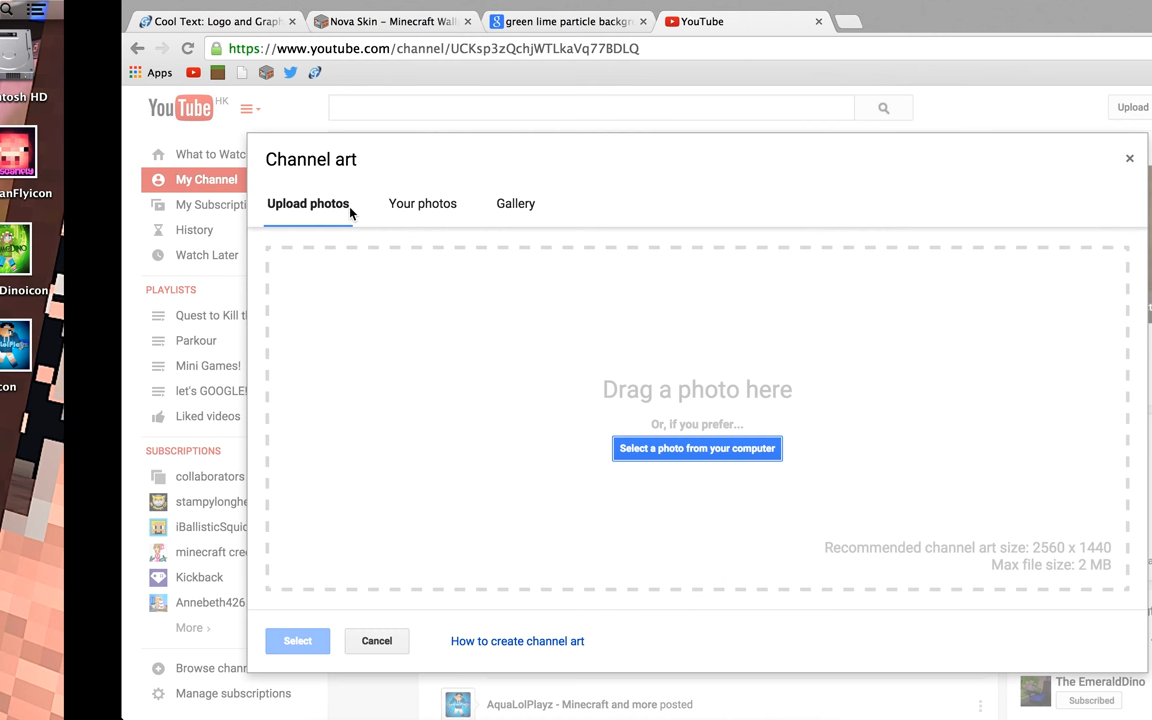 Cool Text: Logo and Graph
Nova Skin - Minecraft Wall
green lime particle backgr
YouTube
https://www.youtube.com/channel/UCKsp3zQchjWTLkaVq77BDLQ
Apps
YouTube HK
Upload
What to Watc
My Channel
My Subscripti
History
Watch Later
PLAYLISTS
Quest to Kill t
Parkour
Mini Games!
let's GOOGLE!
Liked videos
SUBSCRIPTIONS
collaborators
stampylonghe
iBallisticSquid
minecraft cre
Kickback
Annebeth426
More ›
Browse chann
Manage subscriptions
Channel art
Upload photos
Your photos
Gallery
Drag a photo here
Or, if you prefer...
Select a photo from your computer
Recommended channel art size: 2560 x 1440
Max file size: 2 MB
Select
Cancel
How to create channel art
AquaLolPlayz - Minecraft and more posted
The EmeraldDino
Subscribed
tosh HD
anFlyicon
Dinoicon
con